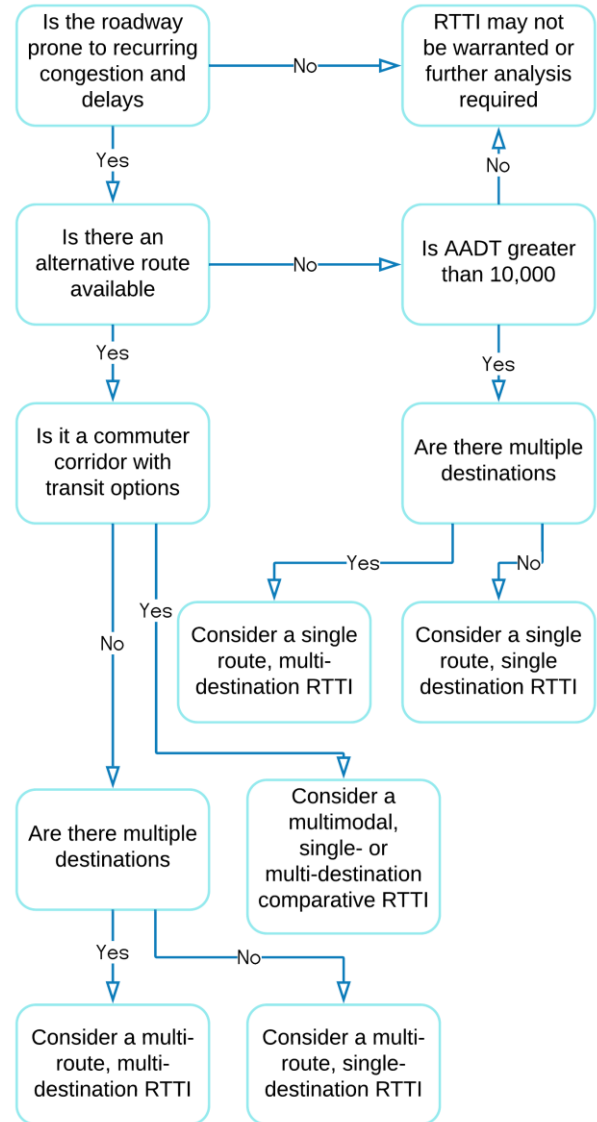 Is the roadway
prone to recurring
congestion and
delays
No
RTTI may not
be warranted or
further analysis
required
Yes
No
Is there an
alternative route
available
No
Is AADT greater
than 10,000
Yes
Yes
Is it a commuter
corridor with
transit options
Are there multiple
destinations
Yes
No
Yes
No
Consider a single
route, multi-
destination RTTI
Consider a single
route, single
destination RTTI
Are there multiple
destinations
Consider a
multimodal,
single- or
multi-destination
comparative RTTI
Yes
No
Consider a multi-
route, multi-
destination RTTI
Consider a multi-
route, single-
destination RTTI